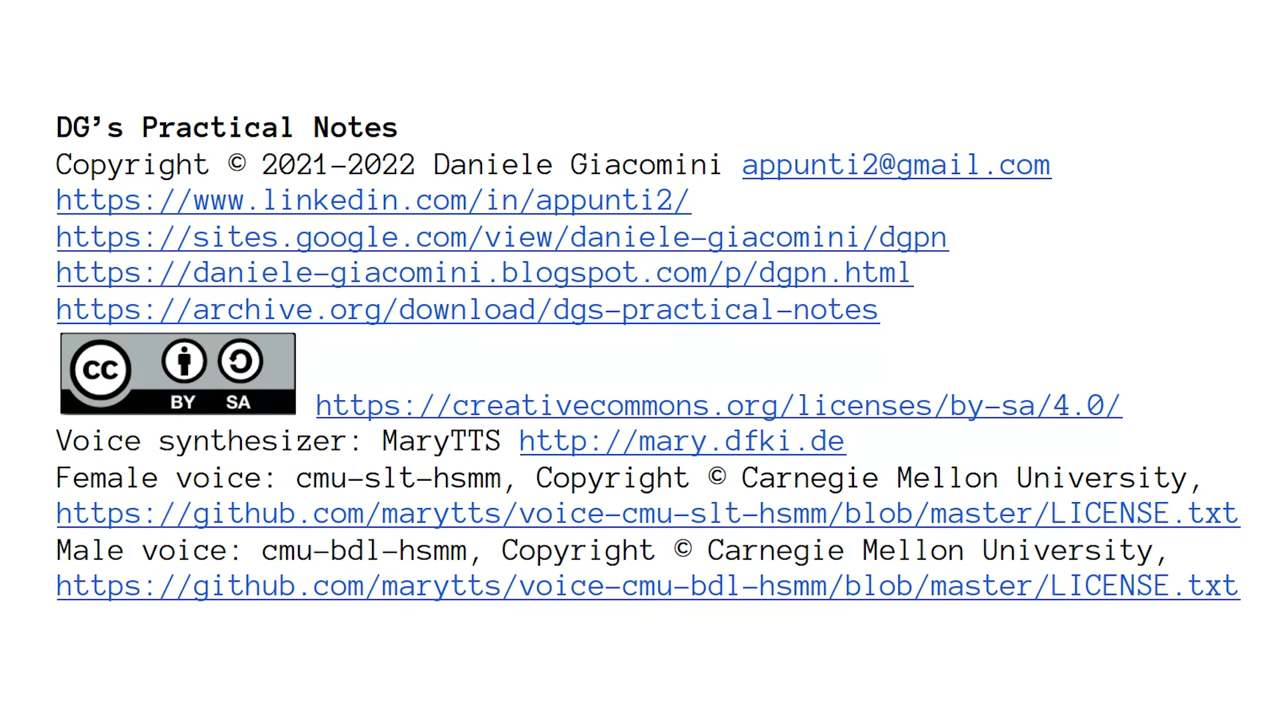 DG’s Practical Notes
Copyright © 2021-2022 Daniele Giacomini appunti2@gmail.com
https://www.linkedin.com/in/appunti2/
https://sites.google.com/view/daniele-giacomini/dgpn
https://daniele-giacomini.blogspot.com/p/dgpn.html
https://archive.org/download/dgs-practical-notes
CC BY SA https://creativecommons.org/licenses/by-sa/4.0/
Voice synthesizer: MaryTTS http://mary.dfki.de
Female voice: cmu-slt-hsmm, Copyright © Carnegie Mellon University,
https://github.com/marytts/voice-cmu-slt-hsmm/blob/master/LICENSE.txt
Male voice: cmu-bdl-hsmm, Copyright © Carnegie Mellon University,
https://github.com/marytts/voice-cmu-bdl-hsmm/blob/master/LICENSE.txt